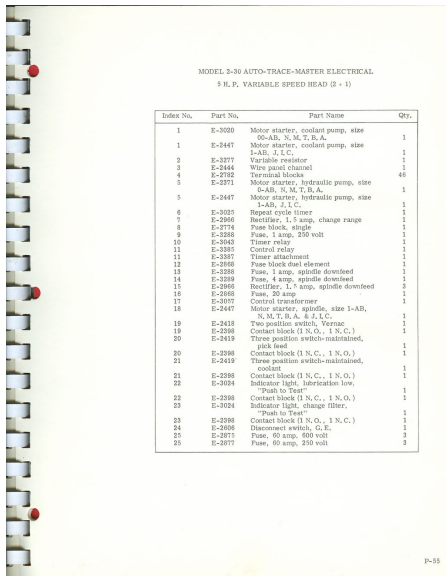 MODEL 2-30 AUTO-TRACE-MASTER ELECTRICAL
5 H. P. VARIABLE SPEED HEAD (2 + 1)
Index No. Part No. Part Name Qty.
1 E-3020 Motor starter, coolant pump, size
00-AB, N, M, T, B, A. 1
1 E-2447 Motor starter, coolant pump, size
1-AB, J, I, C. 1
2 E-3277 Variable resistor 1
3 E-2444 Wire panel channel 1
4 E-2782 Terminal blocks 46
5 E-2371 Motor starter, hydraulic pump, size
0-AB, N, M, T, B, A. 1
5 E-2447 Motor starter, hydraulic pump, size
1-AB, J, I, C. 1
6 E-3025 Repeat cycle timer 1
7 E-2966 Rectifier, 1.5 amp, change range 1
8 E-2774 Fuse block, single 1
9 E-3288 Fuse, 1 amp, 250 volt 1
10 E-3043 Timer relay 1
11 E-3385 Control relay 1
11 E-3387 Timer attachment 1
12 E-2868 Fuse block duel element 1
13 E-3288 Fuse, 1 amp, spindle downfeed 1
14 E-3289 Fuse, 4 amp, spindle downfeed 1
15 E-2966 Rectifier, 1.5 amp, spindle downfeed 3
16 E-2868 Fuse, 20 amp 2
17 E-3057 Control transformer 1
18 E-2447 Motor starter, spindle, size 1-AB,
N, M, T, B, A. & J, I, C. 1
19 E-2418 Two position switch, Vernac 1
19 E-2398 Contact block (1 N.O., 1 N.C.) 1
20 E-2419 Three position switch-maintained,
pick feed 1
20 E-2398 Contact block (1 N.C., 1 N.O.) 1
21 E-2419 Three position switch-maintained,
coolant 1
21 E-2398 Contact block (1 N.C., 1 N.O.) 1
22 E-3024 Indicator light, lubrication low,
"Push to Test" 1
22 E-2398 Contact block (1 N.C., 1 N.O.) 1
23 E-3024 Indicator light, change filter,
"Push to Test" 1
23 E-2398 Contact block (1 N.O., 1 N.C.) 1
24 E-2606 Disconnect switch, G.E. 1
25 E-2875 Fuse, 60 amp, 600 volt 3
25 E-2877 Fuse, 60 amp, 250 volt 3
P-55